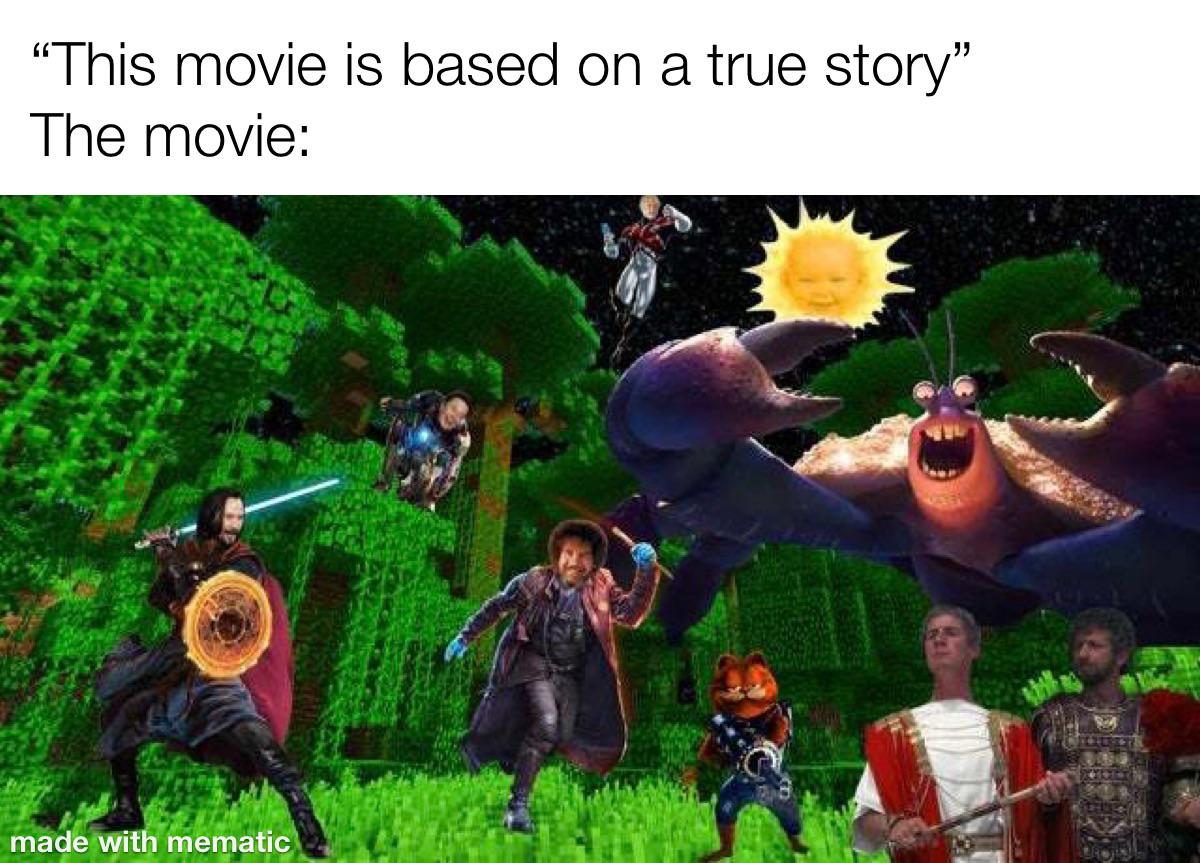 “This movie is based on a true story”
The movie:
made with mematic